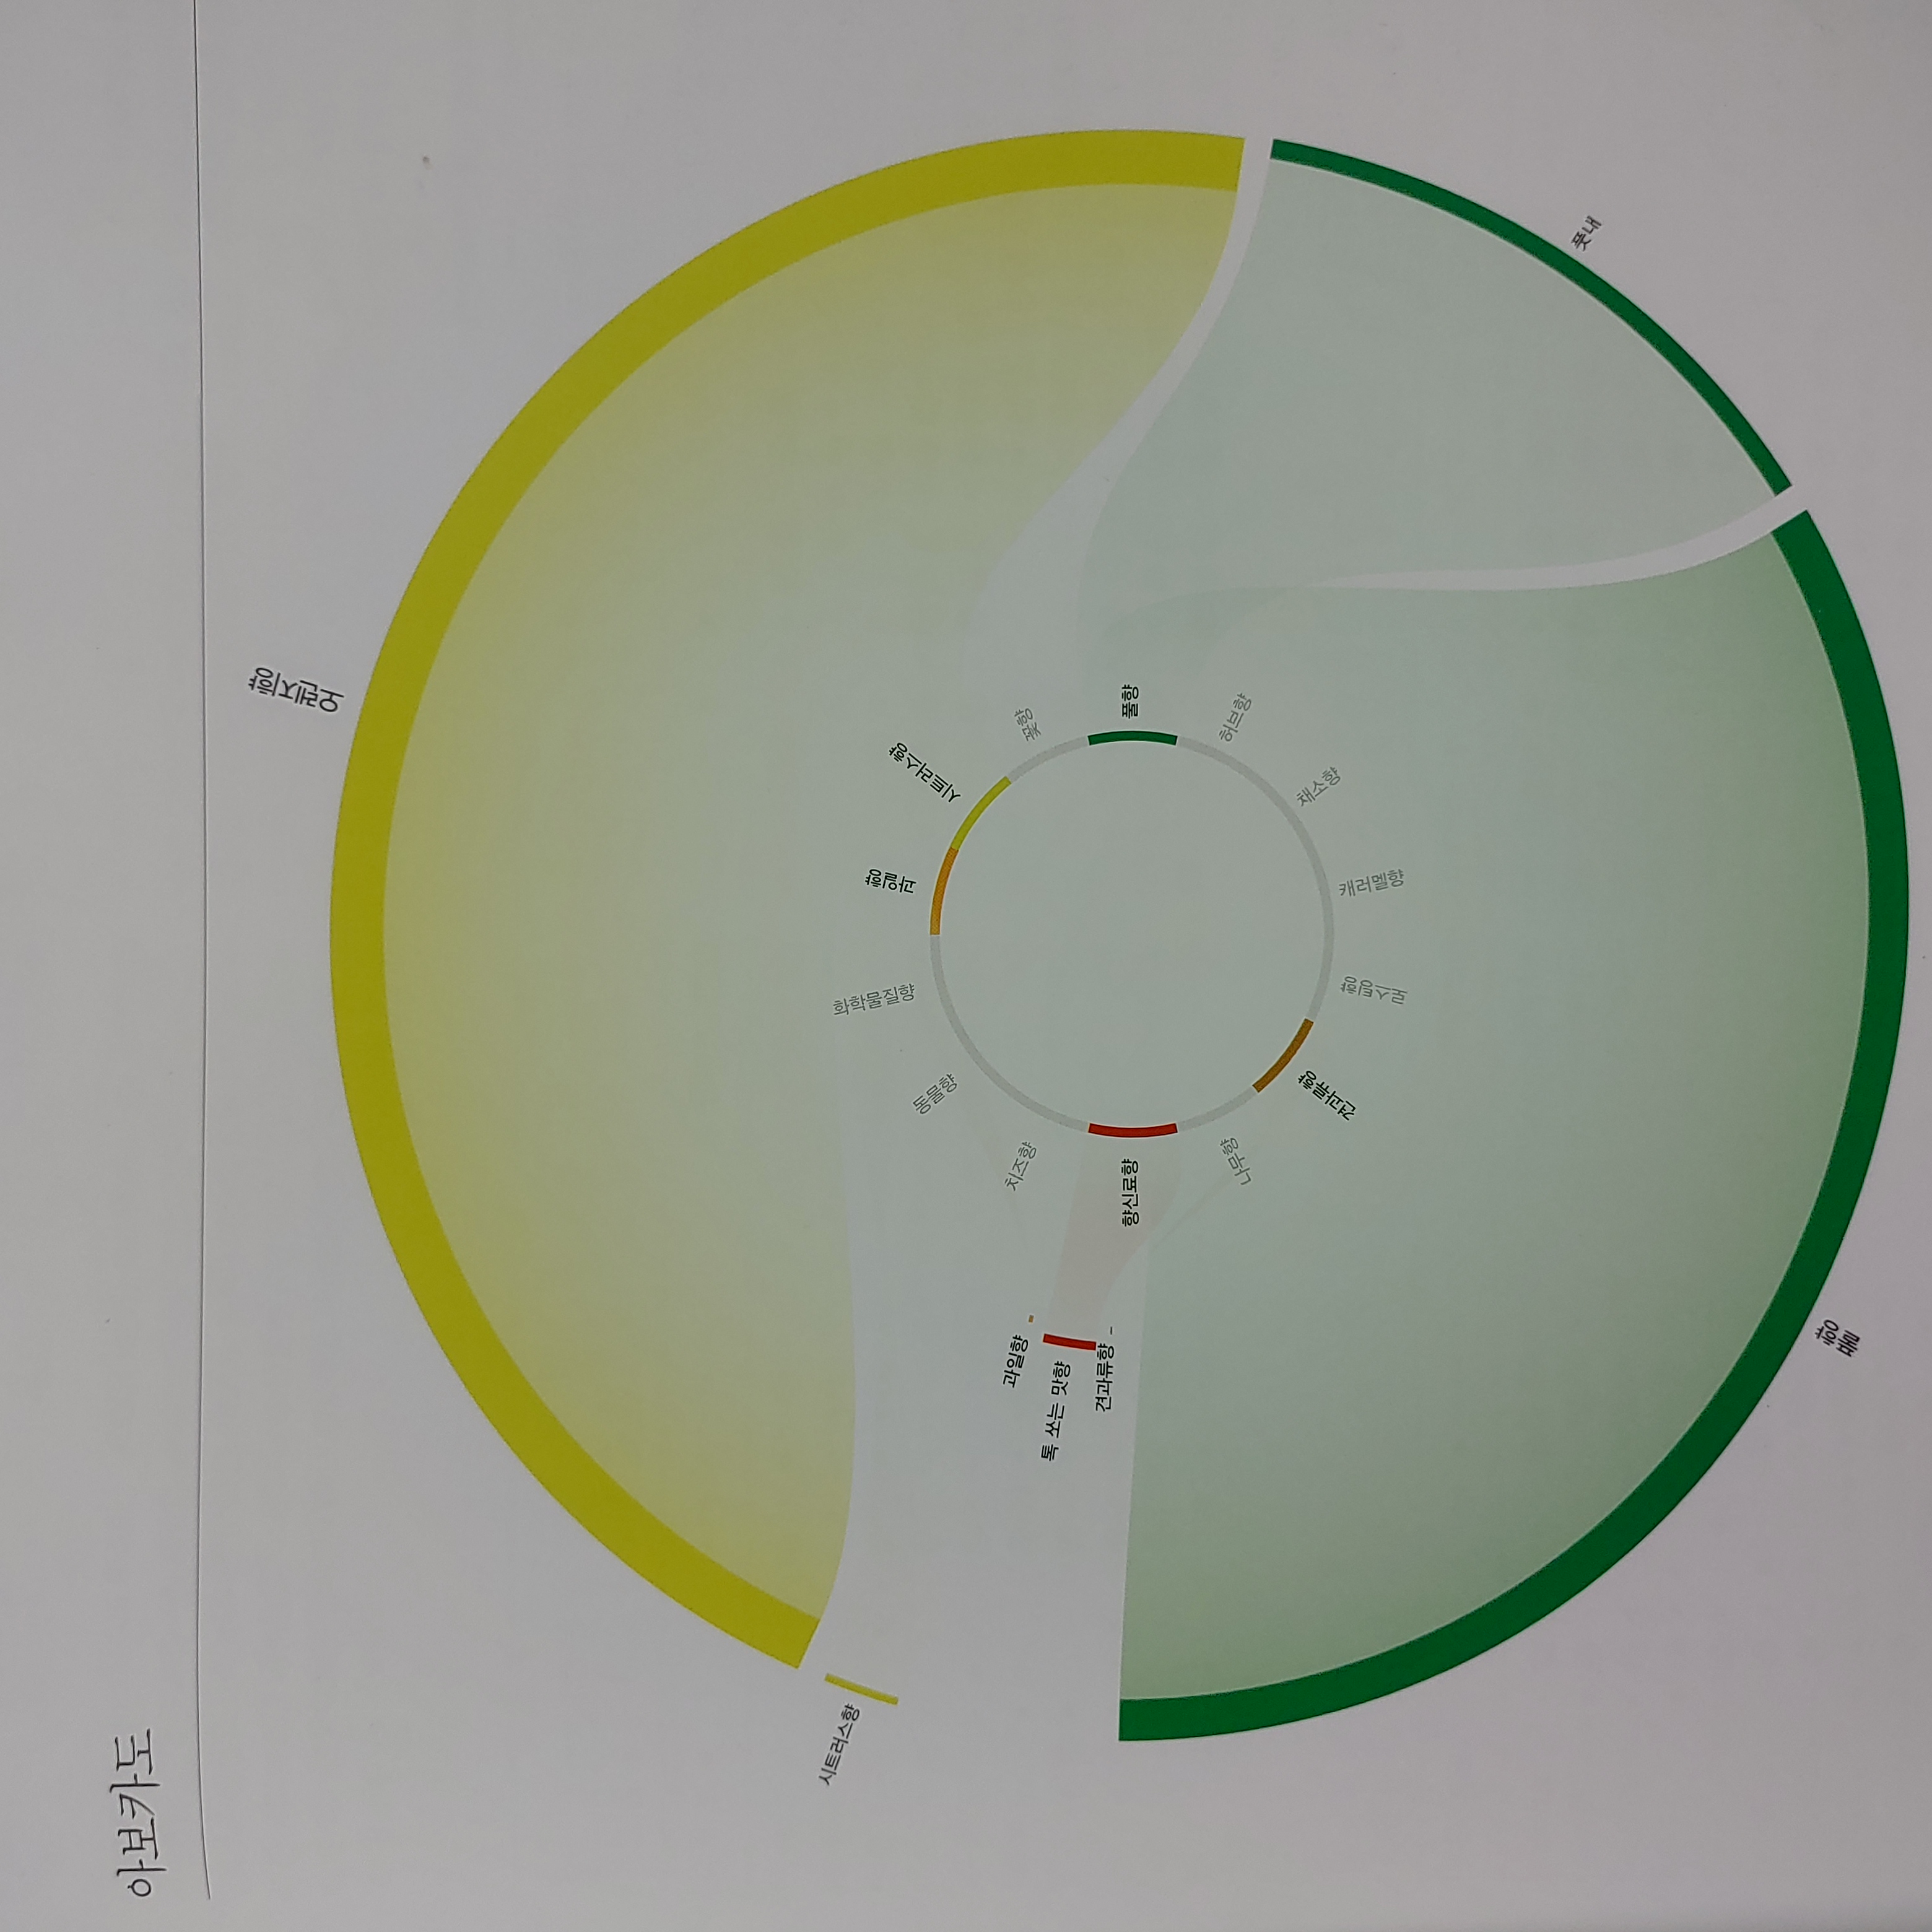 아보카도
오렌지향
시트러스향
화학물질향
과일향
시트러스향
동물향
꽃향
치즈향
과일향
톡 쏘는 맛향
견과류향
향신료향
풀향
나무향
허브향
견과류향
로스팅향
캐러멜향
채소향
풋내
풀향